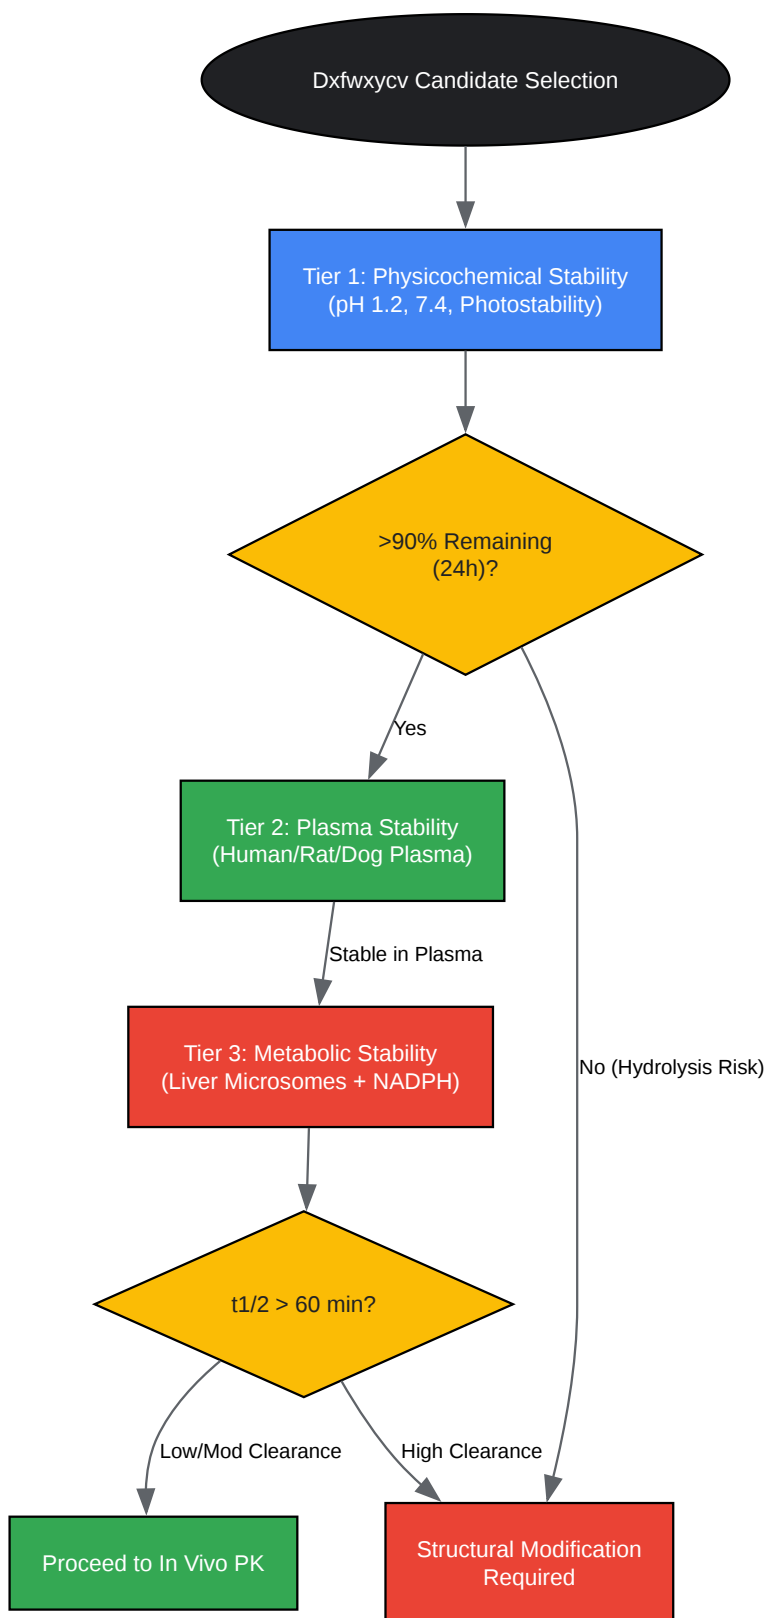 Dxfwxycv Candidate Selection
Tier 1: Physicochemical Stability
(pH 1.2, 7.4, Photostability)
>90% Remaining
(24h)?
Yes
Tier 2: Plasma Stability
(Human/Rat/Dog Plasma)
Stable in Plasma
Tier 3: Metabolic Stability
(Liver Microsomes + NADPH)
No (Hydrolysis Risk)
t1/2 > 60 min?
Low/Mod Clearance
High Clearance
Proceed to In Vivo PK
Structural Modification
Required